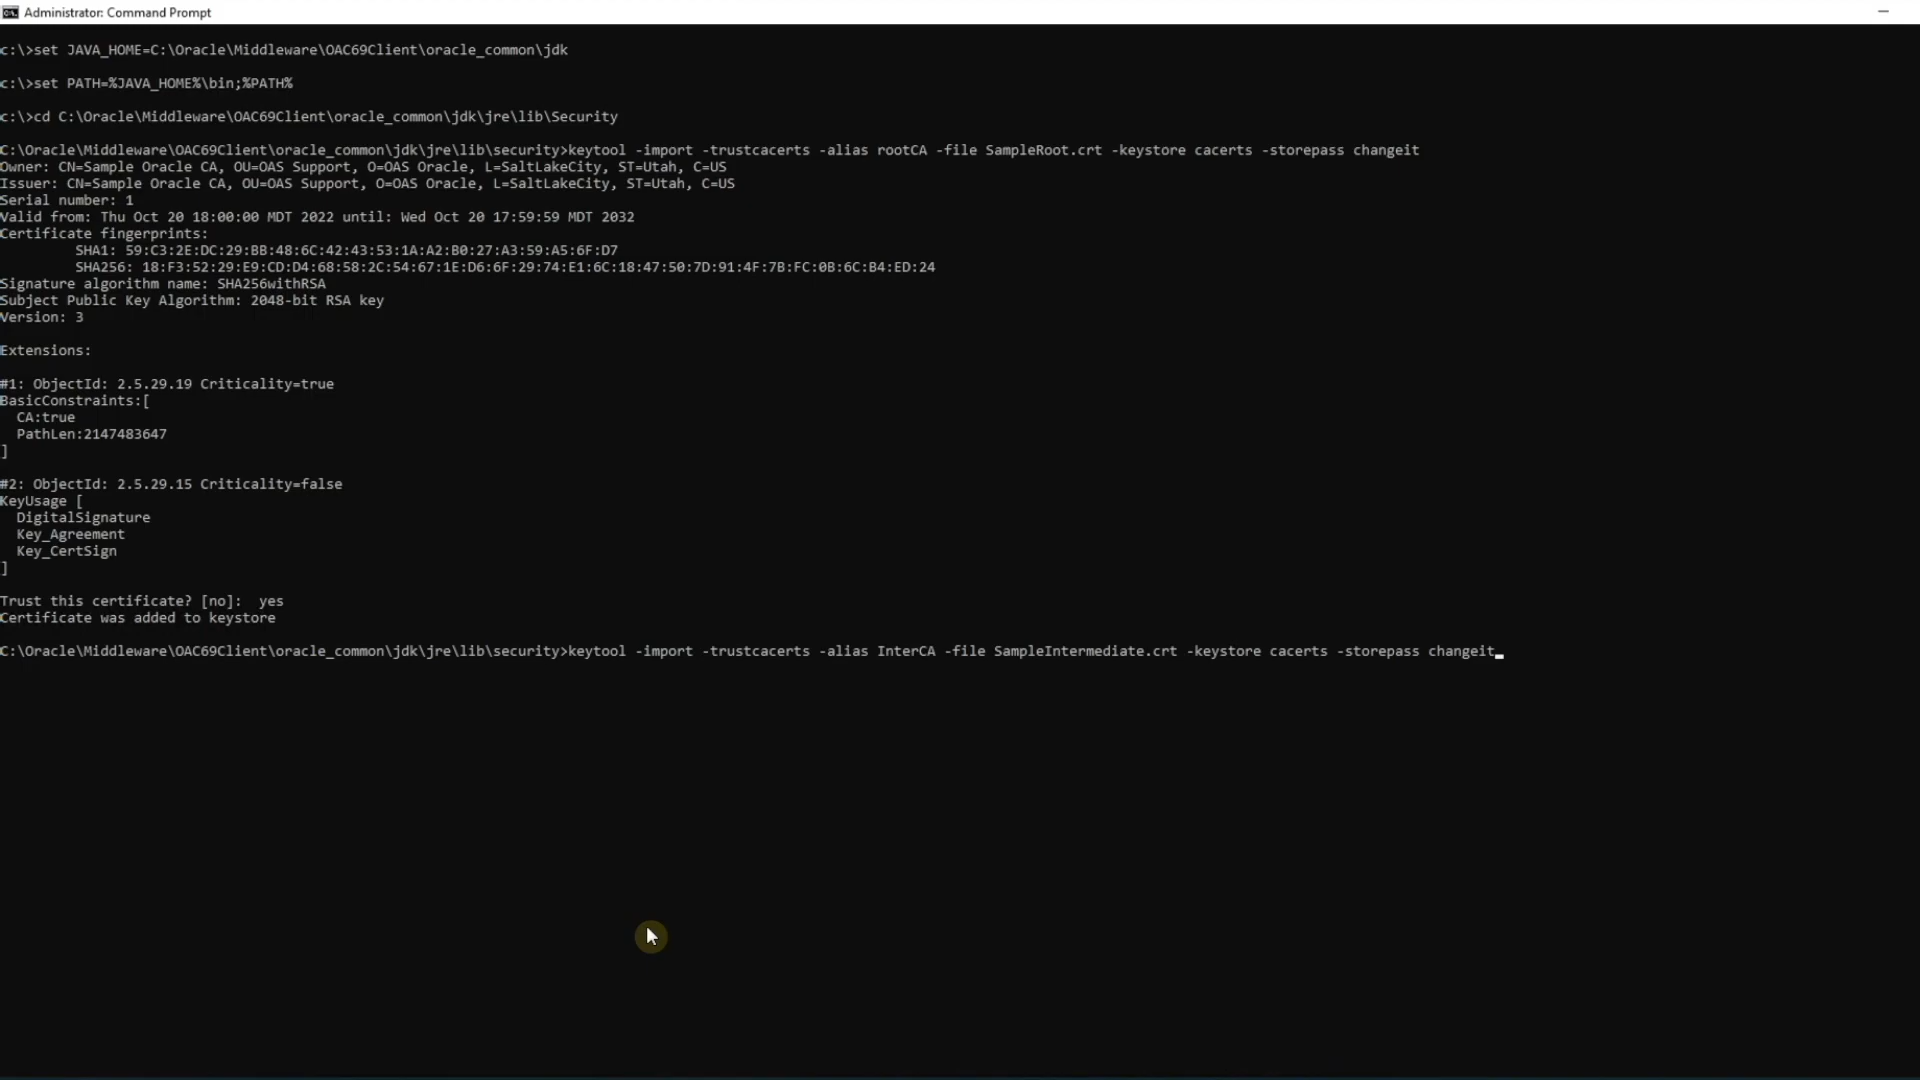 Administrator: Command Prompt
c:\>set JAVA_HOME=C:\Oracle\Middleware\OAC69Client\oracle_common\jdk
c:\>set PATH=%JAVA_HOME%\bin;%PATH%
c:\>cd C:\Oracle\Middleware\OAC69Client\oracle_common\jdk\jre\lib\Security
C:\Oracle\Middleware\OAC69Client\oracle_common\jdk\jre\lib\security>keytool -import -trustcacerts -alias rootCA -file SampleRoot.crt -keystore cacerts -storepass changeit
Owner: CN=Sample Oracle CA, OU=OAS Support, O=OAS Oracle, L=SaltLakeCity, ST=Utah, C=US
Issuer: CN=Sample Oracle CA, OU=OAS Support, O=OAS Oracle, L=SaltLakeCity, ST=Utah, C=US
Serial number: 1
Valid from: Thu Oct 20 18:00:00 MDT 2022 until: Wed Oct 20 17:59:59 MDT 2032
Certificate fingerprints:
SHA1: 59:C3:2E:DC:29:BB:48:6C:42:43:53:1A:A2:B0:27:A3:59:A5:6F:D7
SHA256: 18:F3:52:29:E9:CD:D4:68:58:2C:54:67:1E:D6:6F:29:74:E1:6C:18:47:50:7D:91:4F:7B:FC:0B:6C:B4:ED:24
Signature algorithm name: SHA256withRSA
Subject Public Key Algorithm: 2048-bit RSA key
Version: 3
Extensions:
#1: ObjectId: 2.5.29.19 Criticality=true
BasicConstraints:[
CA:true
PathLen:2147483647
]
#2: ObjectId: 2.5.29.15 Criticality=false
KeyUsage [
DigitalSignature
Key_Agreement
Key_CertSign
]
Trust this certificate? [no]:  yes
Certificate was added to keystore
C:\Oracle\Middleware\OAC69Client\oracle_common\jdk\jre\lib\security>keytool -import -trustcacerts -alias InterCA -file SampleIntermediate.crt -keystore cacerts -storepass changeit